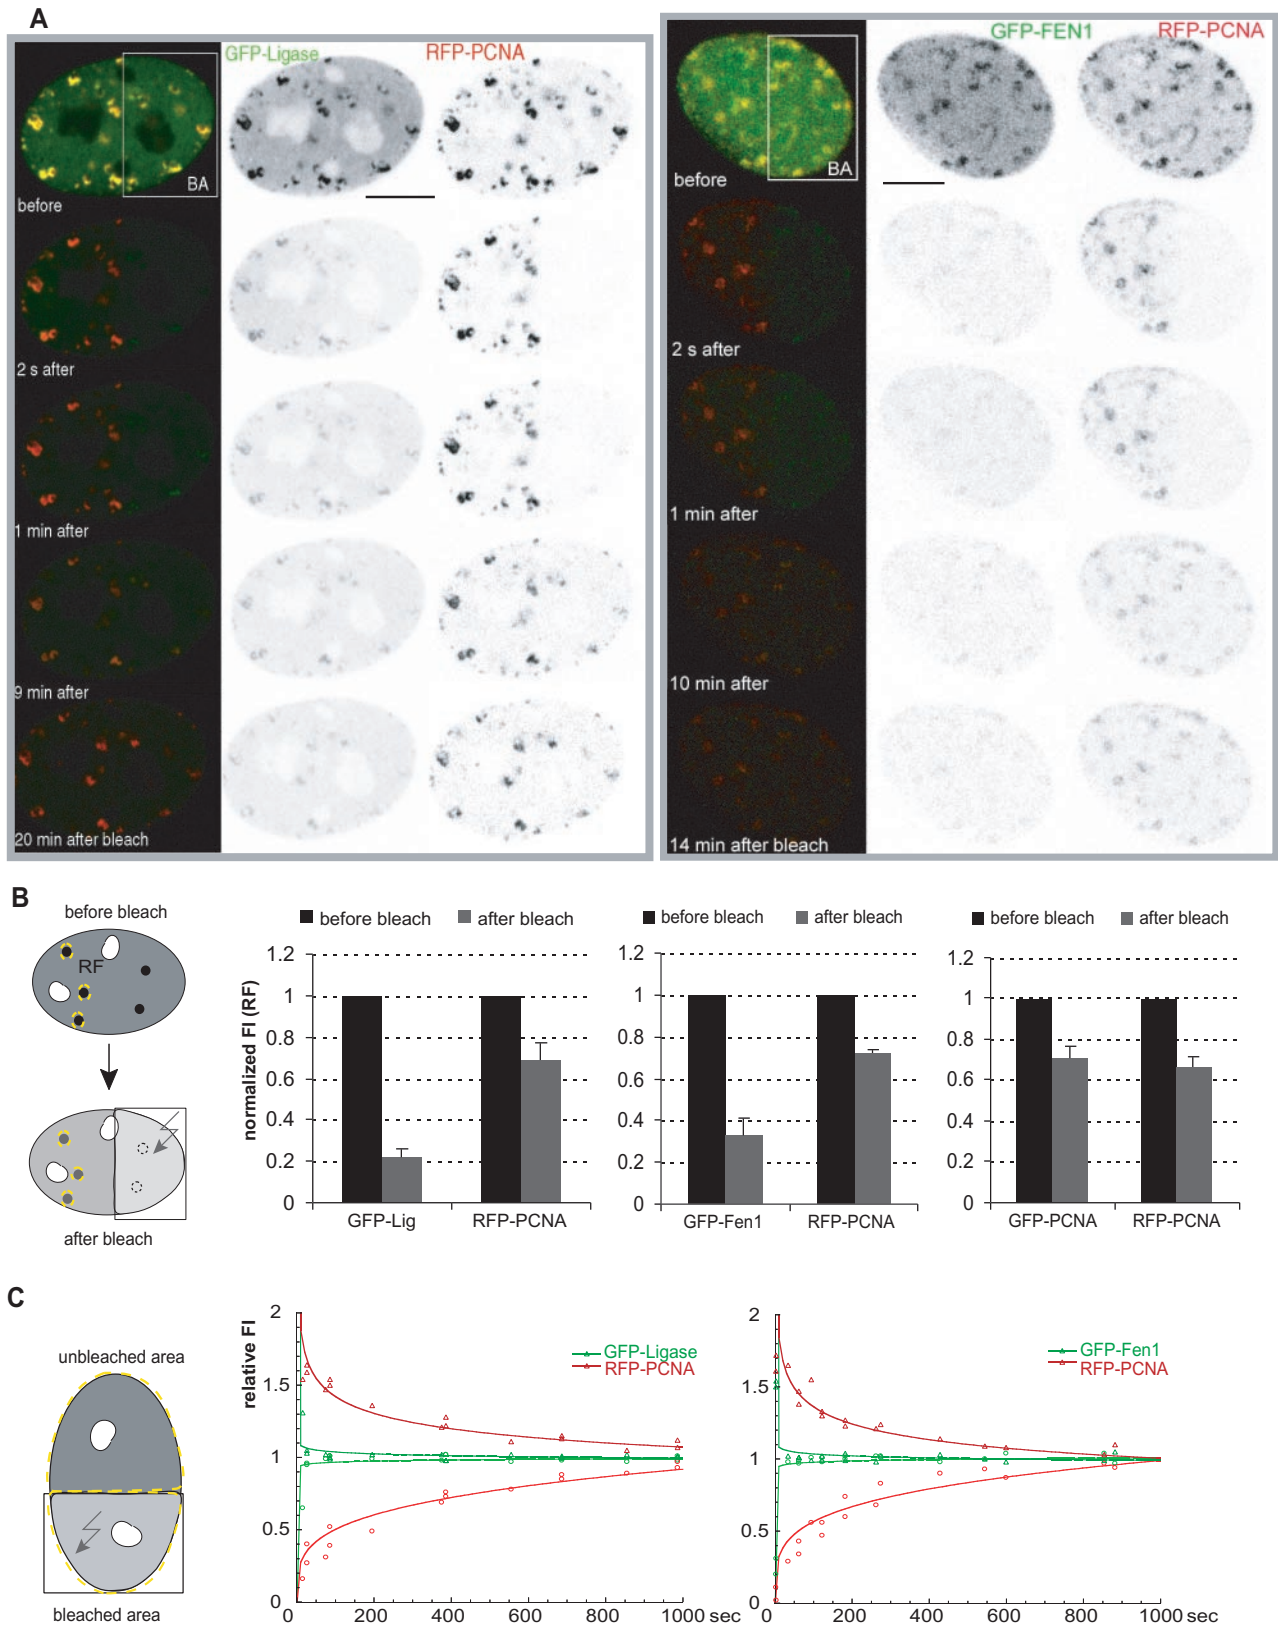 A
GFP-Ligase
RFP-PCNA
BA
before
2 s after
1 min after
9 min after
20 min after bleach
GFP-FEN1
RFP-PCNA
BA
before
2 s after
1 min after
10 min after
14 min after bleach
B
before bleach
RF
after bleach
before bleach
after bleach
normalized FI (RF)
1.2
1
0.8
0.6
0.4
0.2
0
GFP-Lig
RFP-PCNA
before bleach
after bleach
1.2
1
0.8
0.6
0.4
0.2
0
GFP-Fen1
RFP-PCNA
before bleach
after bleach
1.2
1
0.8
0.6
0.4
0.2
0
GFP-PCNA
RFP-PCNA
C
unbleached area
bleached area
relative FI
2
1.5
1
0.5
0
GFP-Ligase
RFP-PCNA
0 200 400 600 800 1000 sec
2
1.5
1
0.5
0
GFP-Fen1
RFP-PCNA
0 200 400 600 800 1000 sec